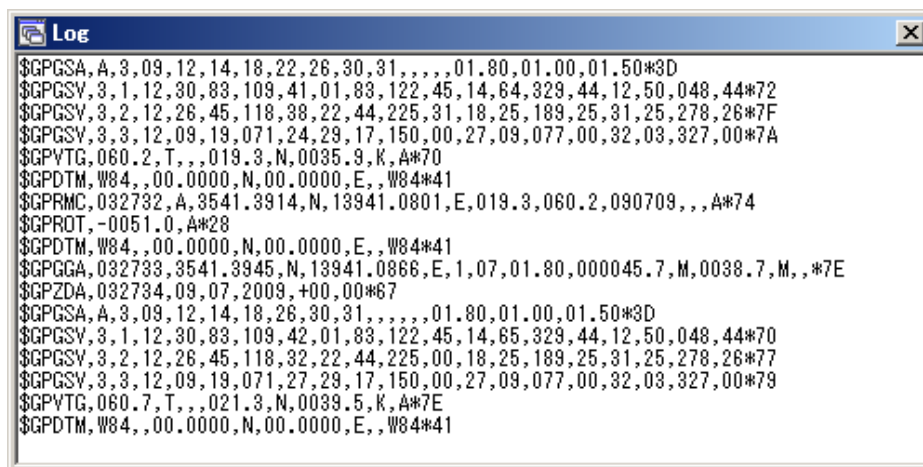 Log
$GPGSA,A,3,09,12,14,18,22,26,30,31,,,,,01.80,01.00,01.50*3D
$GPGSV,3,1,12,30,83,109,41,01,83,122,45,14,64,329,44,12,50,048,44*72
$GPGSV,3,2,12,26,45,118,38,22,44,225,31,18,25,189,25,31,25,278,26*7F
$GPGSV,3,3,12,09,19,071,24,29,17,150,00,27,09,077,00,32,03,327,00*7A
$GPVTG,060.2,T,,,019.3,N,0035.9,K,A*70
$GPDTM,W84,,00.0000,N,00.0000,E,,W84*41
$GPRMC,032732,A,3541.3914,N,13941.0801,E,019.3,060.2,090709,,,A*74
$GPROT,-0051.0,A*28
$GPDTM,W84,,00.0000,N,00.0000,E,,W84*41
$GPGGA,032733,3541.3945,N,13941.0866,E,1,07,01.80,000045.7,M,0038.7,M,,*7E
$GPZDA,032734,09,07,2009,+00,00*67
$GPGSA,A,3,09,12,14,18,26,30,31,,,,,,01.80,01.00,01.50*3D
$GPGSV,3,1,12,30,83,109,42,01,83,122,45,14,65,329,44,12,50,048,44*70
$GPGSV,3,2,12,26,45,118,32,22,44,225,00,18,25,189,25,31,25,278,26*77
$GPGSV,3,3,12,09,19,071,27,29,17,150,00,27,09,077,00,32,03,327,00*79
$GPVTG,060.7,T,,,021.3,N,0039.5,K,A*7E
$GPDTM,W84,,00.0000,N,00.0000,E,,W84*41